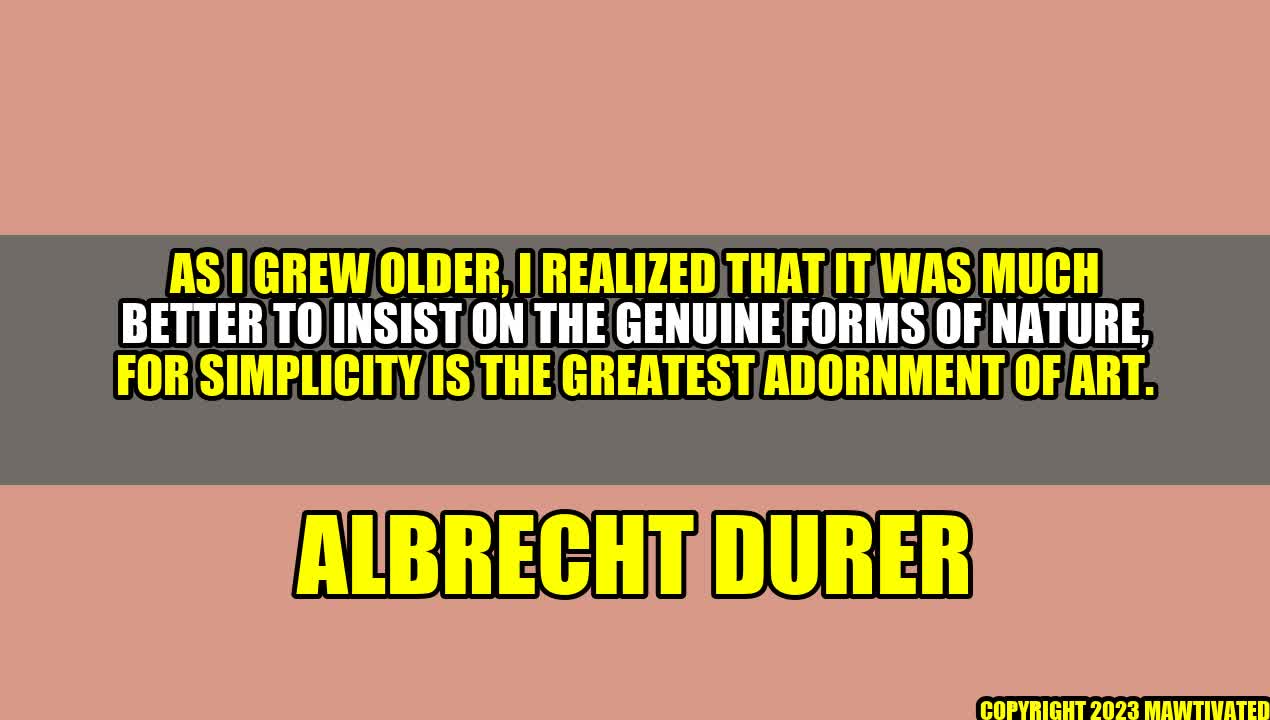 AS I GREW OLDER, I REALIZED THAT IT WAS MUCH
BETTER TO INSIST ON THE GENUINE FORMS OF NATURE,
FOR SIMPLICITY IS THE GREATEST ADORNMENT OF ART.
ALBRECHT DURER
COPYRIGHT 2023 MAWTIVATED